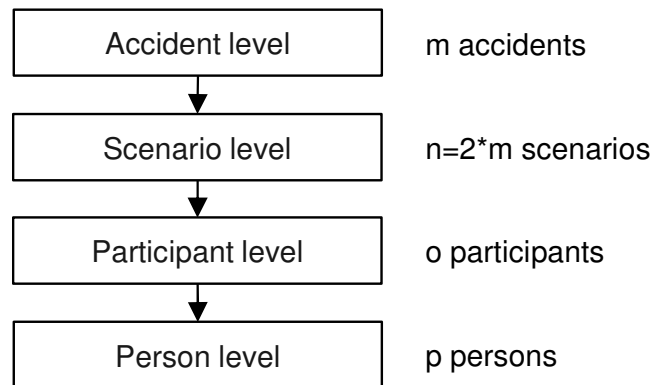 Accident level
m accidents
Scenario level
n=2*m scenarios
Participant level
o participants
Person level
p persons